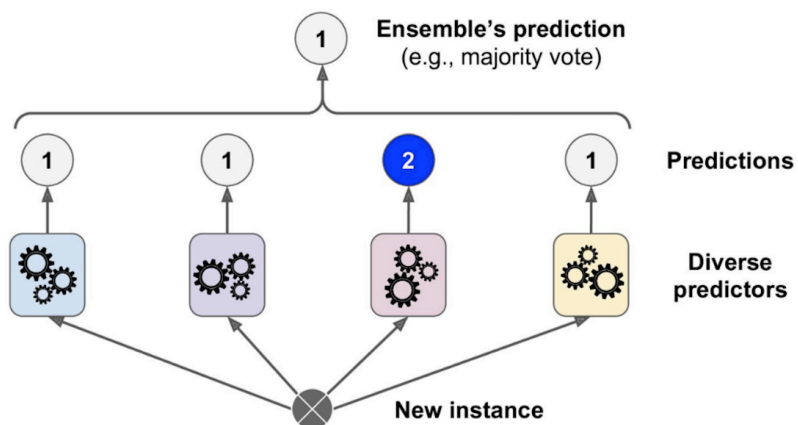 1
Ensemble’s prediction
(e.g., majority vote)
1 1 2 1 Predictions
Diverse
predictors
New instance